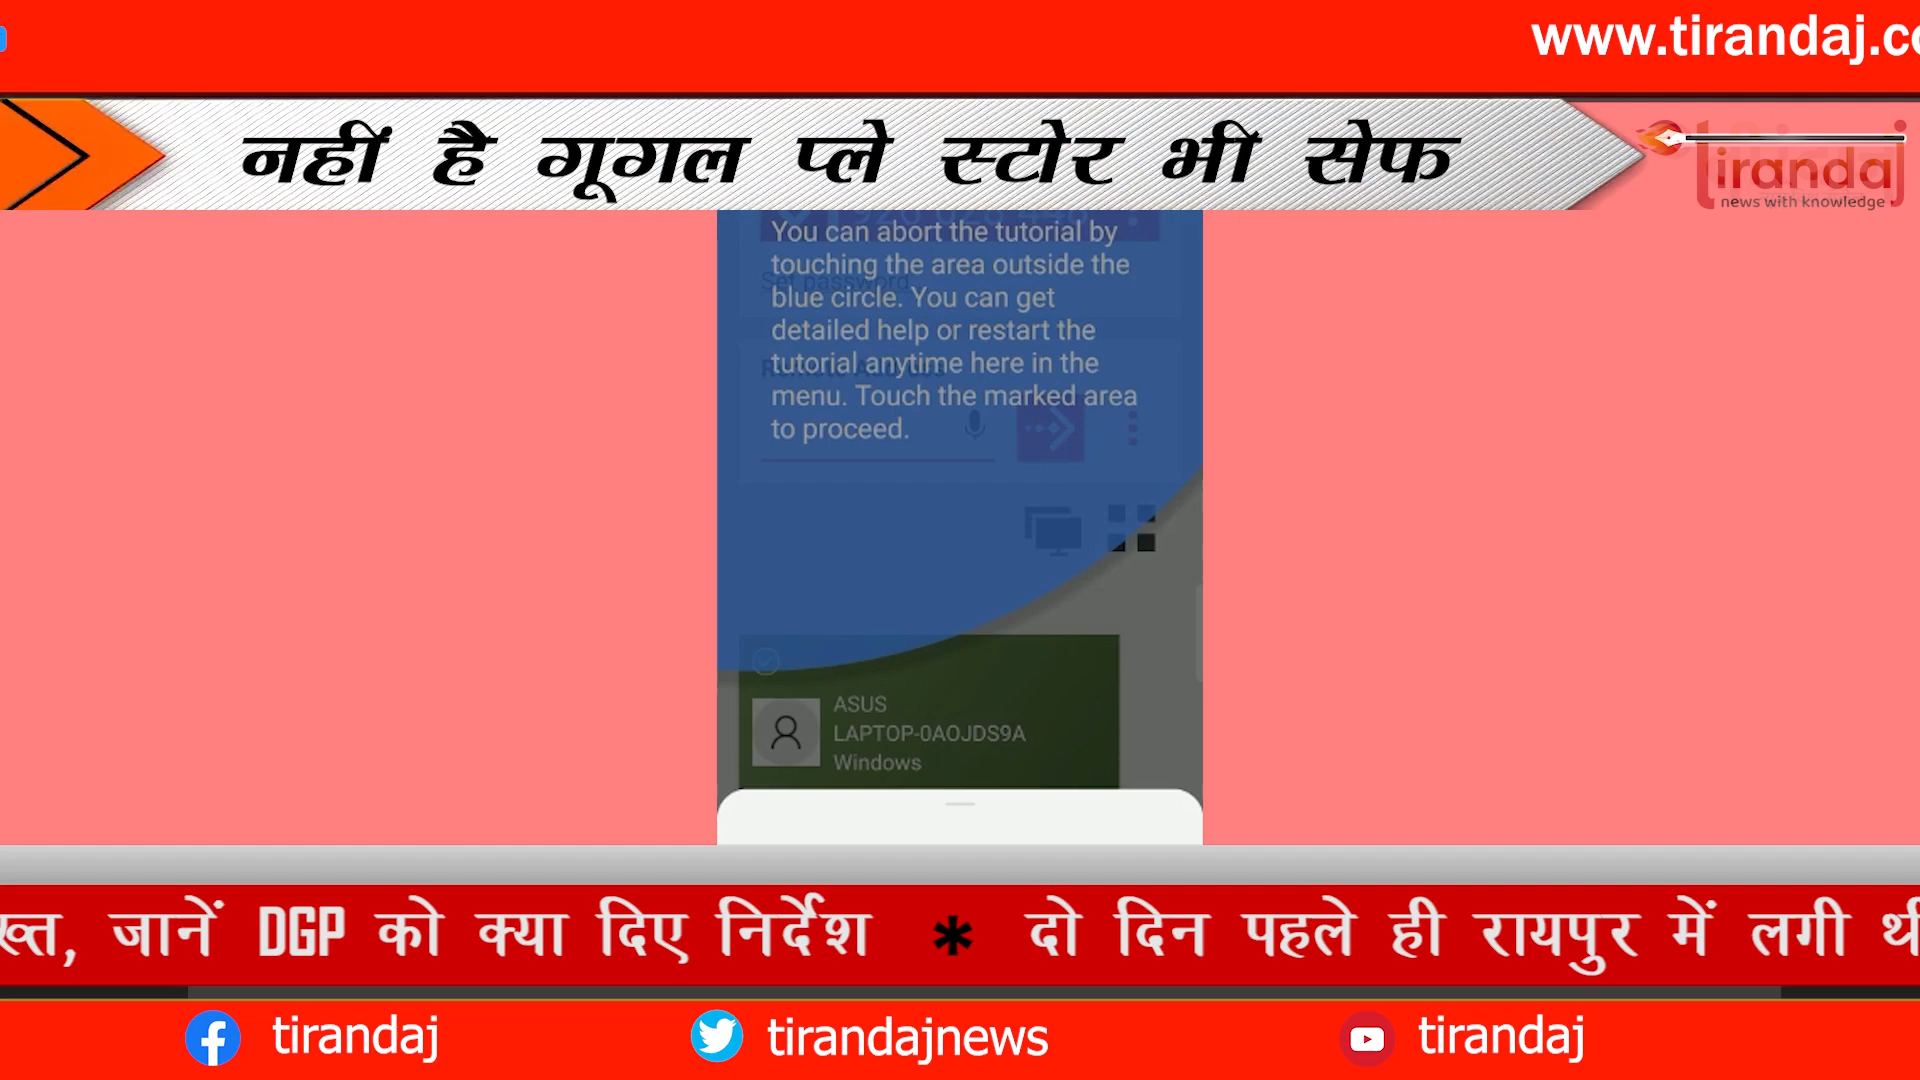 www.tirandaj.co
नहीं है गूगल प्ले स्टोर भी सेफ
tirandaj
news with knowledge
You can abort the tutorial by
touching the area outside the
blue circle. You can get
detailed help or restart the
tutorial anytime here in the
menu. Touch the marked area
to proceed.
Set password
ASUS
LAPTOP-0AOJDS9A
Windows
ख्त, जानें DGP को क्या दिए निर्देश * दो दिन पहले ही रायपुर में लगी थी
tirandaj
tirandajnews
tirandaj